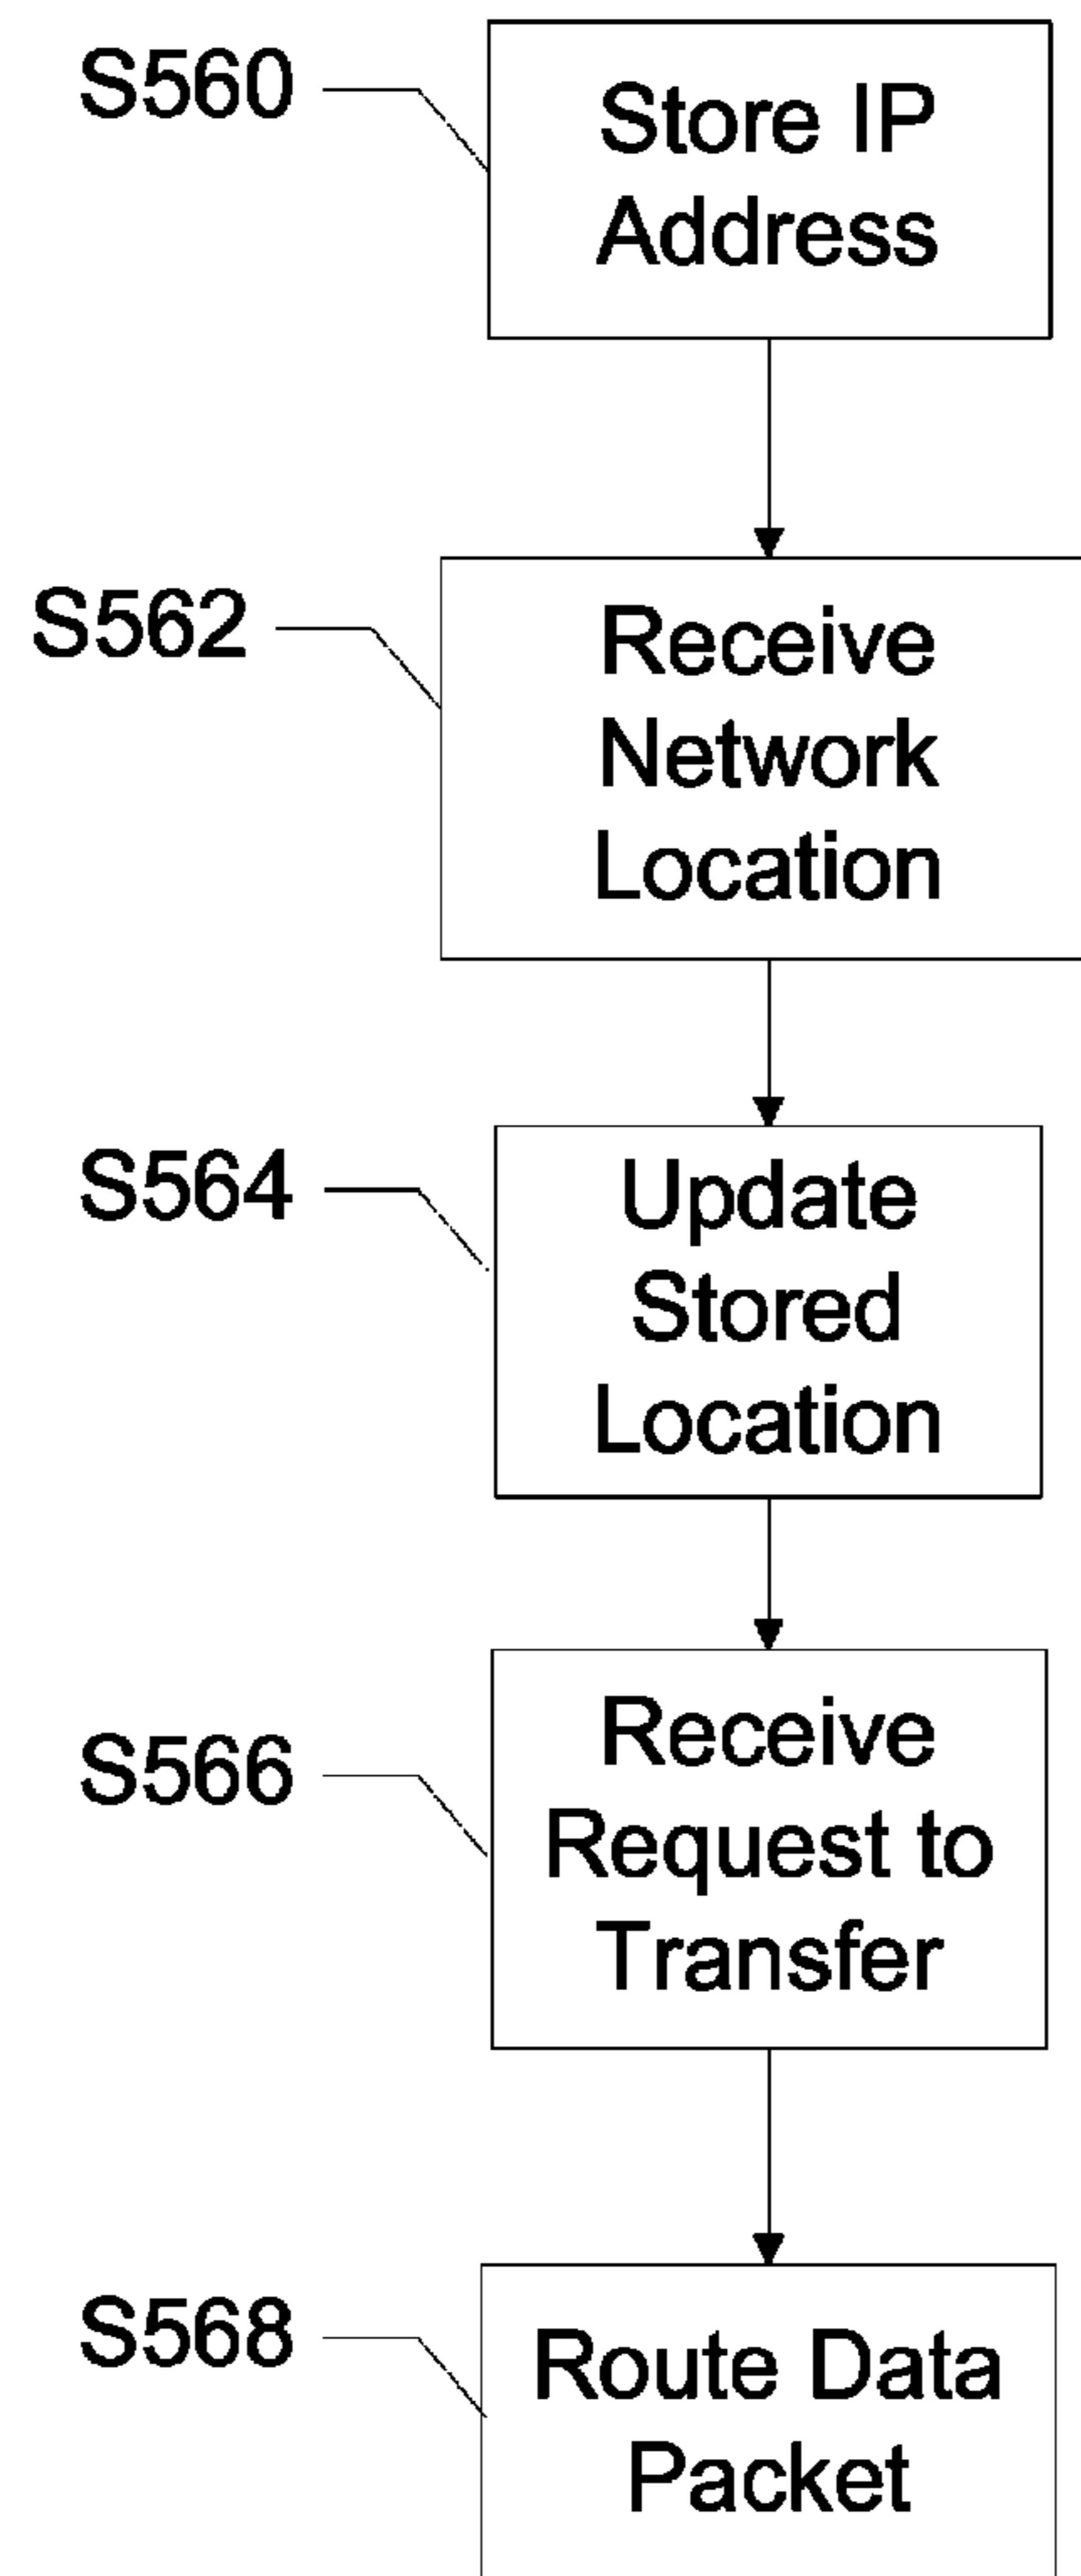 S560
Store IP
Address
S562
Receive
Network
Location
S564
Update
Stored
Location
S566
Receive
Request to
Transfer
S568
Route Data
Packet